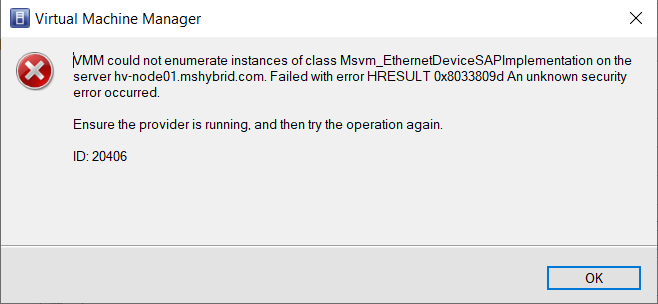 Virtual Machine Manager
VMM could not enumerate instances of class Msvm_EthernetDeviceSAPImplementation on the
server hv-node01.mshybrid.com. Failed with error HRESULT 0x8033809d An unknown security
error occurred.
Ensure the provider is running, and then try the operation again.
ID: 20406
OK